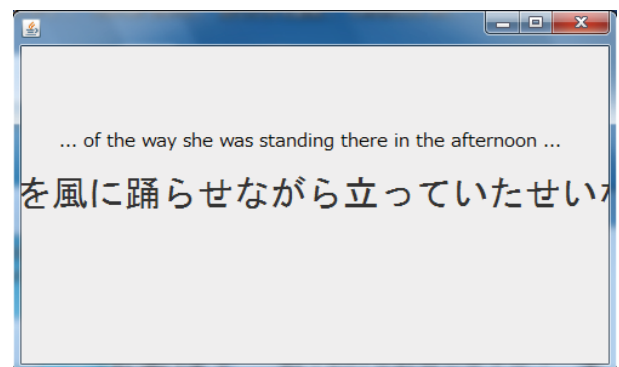 ... of the way she was standing there in the afternoon ...
を風に踊らせながら立っていたせい